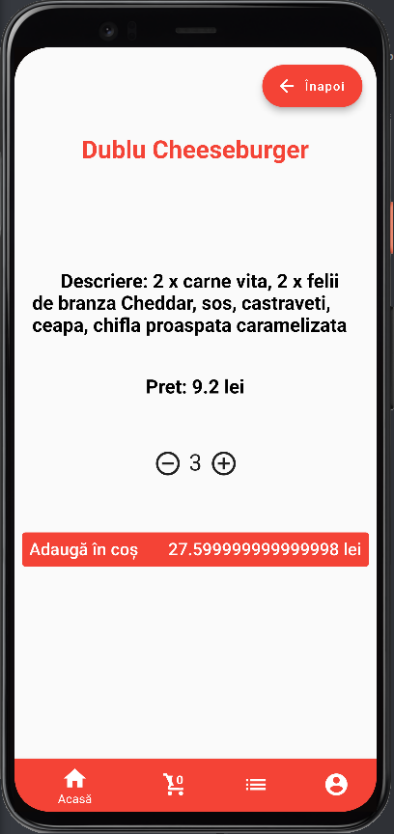 Înapoi
Dublu Cheeseburger
Descriere: 2 x carne vita, 2 x felii
de branza Cheddar, sos, castraveti,
ceapa, chifla proaspata caramelizata
Pret: 9.2 lei
3
Adaugă în coș 27.599999999999998 lei
0
Acasă